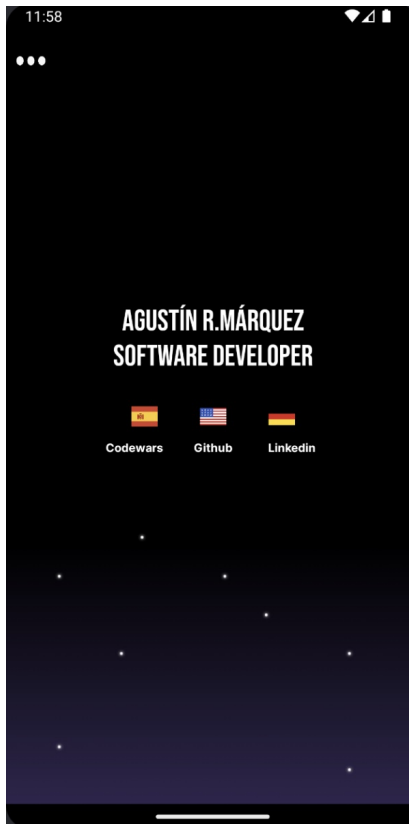 11:58
AGUSTÍN R.MÁRQUEZ
SOFTWARE DEVELOPER
Codewars Github Linkedin